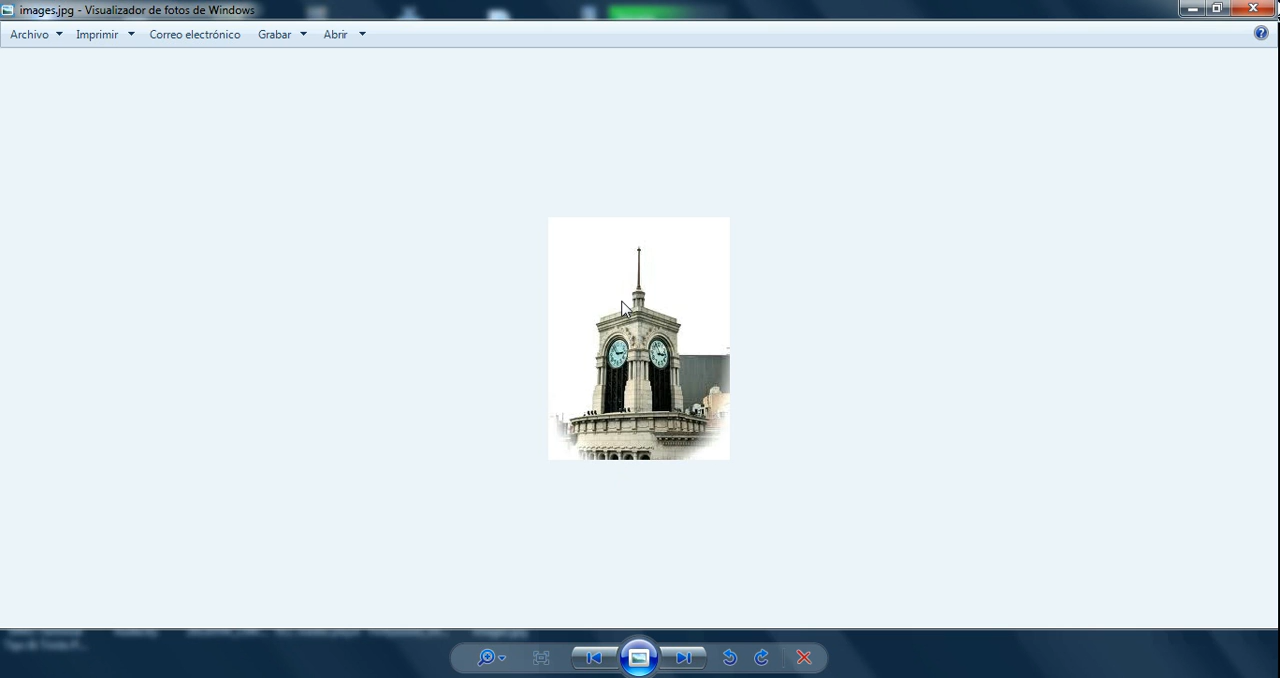 images.jpg - Visualizador de fotos de Windows
Archivo Imprimir Correo electrónico Grabar Abrir